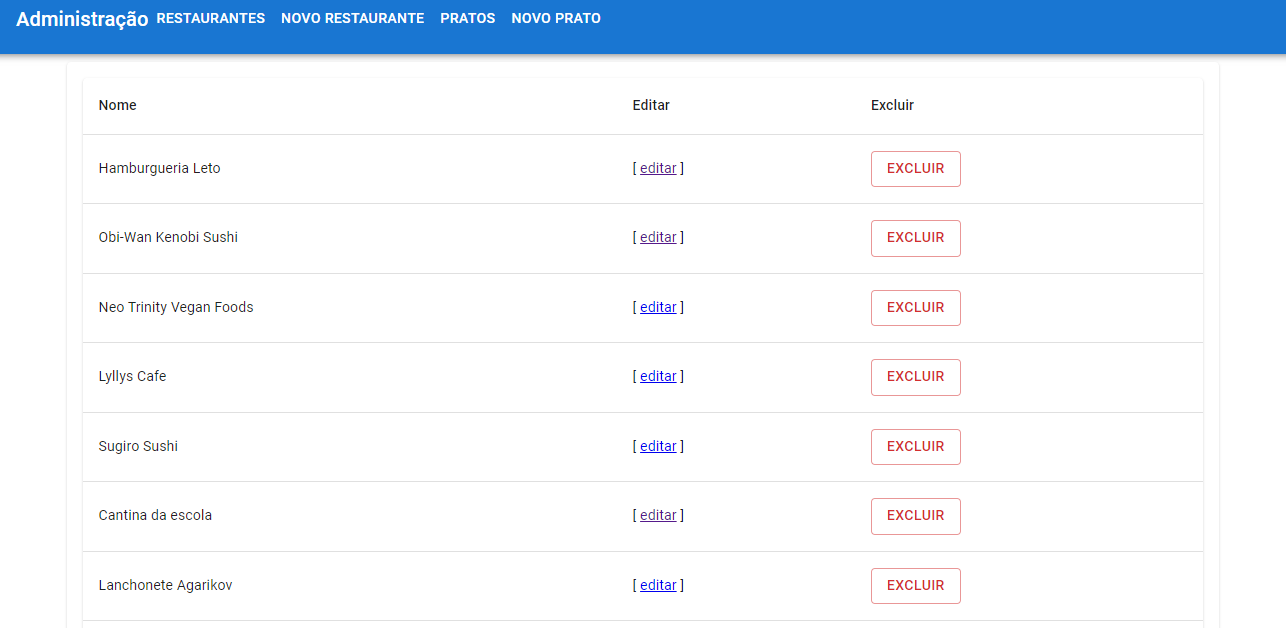 Administração RESTAURANTES NOVO RESTAURANTE PRATOS NOVO PRATO
Nome Editar Excluir
Hamburgueria Leto [ editar ] EXCLUIR
Obi-Wan Kenobi Sushi [ editar ] EXCLUIR
Neo Trinity Vegan Foods [ editar ] EXCLUIR
Lyllys Cafe [ editar ] EXCLUIR
Sugiro Sushi [ editar ] EXCLUIR
Cantina da escola [ editar ] EXCLUIR
Lanchonete Agarikov [ editar ] EXCLUIR